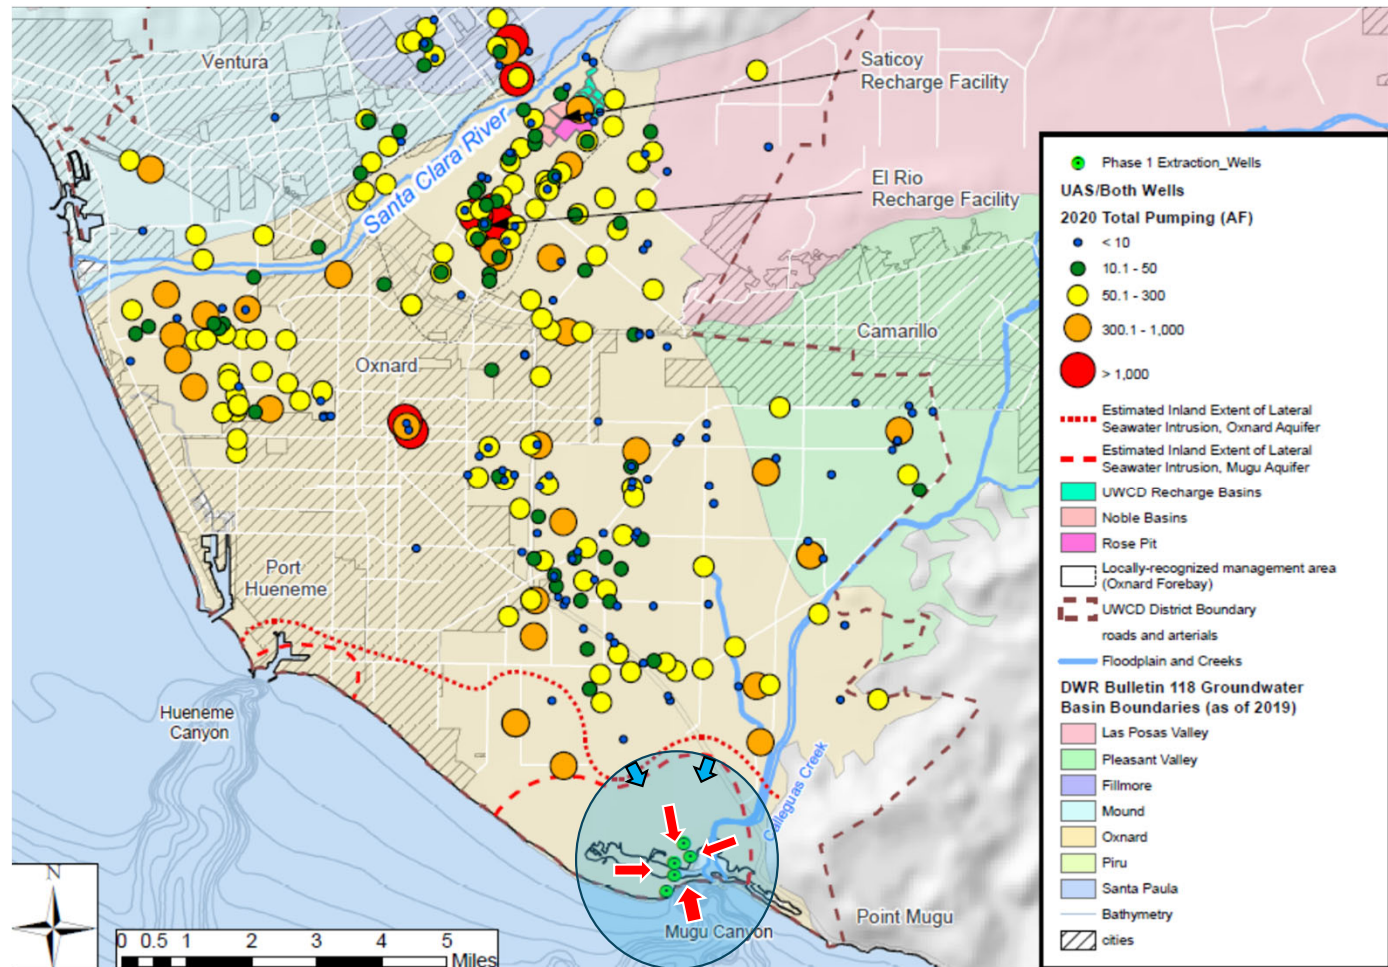 Ventura
Santa Clara River
Saticoy
Recharge Facility
El Rio
Recharge Facility
Camarillo
Oxnard
Port
Hueneme
Hueneme
Canyon
Calleguas Creek
Mugu Canyon
Point Mugu
N
0 0.5 1 2 3 4 5
Miles
Phase 1 Extraction_Wells
UAS/Both Wells
2020 Total Pumping (AF)
< 10
10.1 - 50
50.1 - 300
300.1 - 1,000
> 1,000
Estimated Inland Extent of Lateral
Seawater Intrusion, Oxnard Aquifer
Estimated Inland Extent of Lateral
Seawater Intrusion, Mugu Aquifer
UWCD Recharge Basins
Noble Basins
Rose Pit
Locally-recognized management area
(Oxnard Forebay)
UWCD District Boundary
roads and arterials
Floodplain and Creeks
DWR Bulletin 118 Groundwater
Basin Boundaries (as of 2019)
Las Posas Valley
Pleasant Valley
Fillmore
Mound
Oxnard
Piru
Santa Paula
Bathymetry
cities